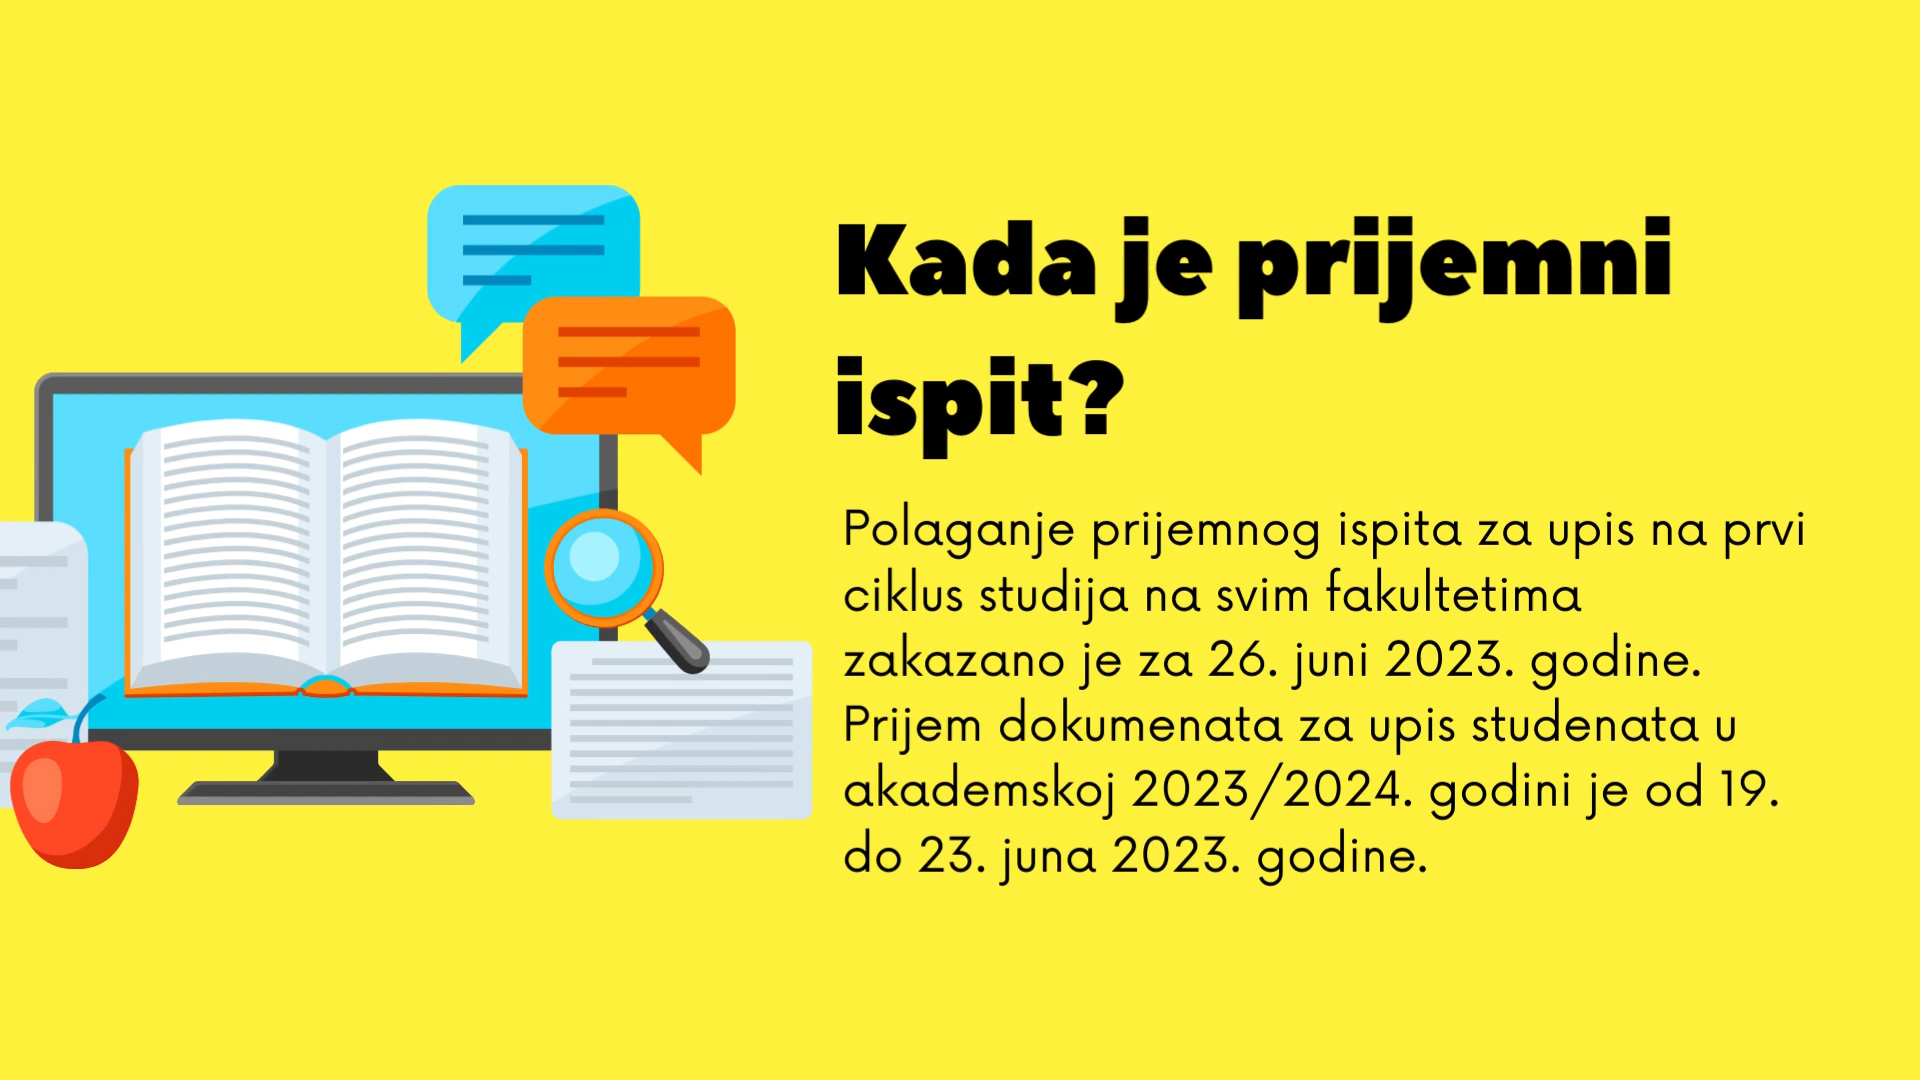 Kada je prijemni
ispit?
Polaganje prijemnog ispita za upis na prvi
ciklus studija na svim fakultetima
zakazano je za 26. juni 2023. godine.
Prijem dokumenata za upis studenata u
akademskoj 2023/2024. godini je od 19.
do 23. juna 2023. godine.